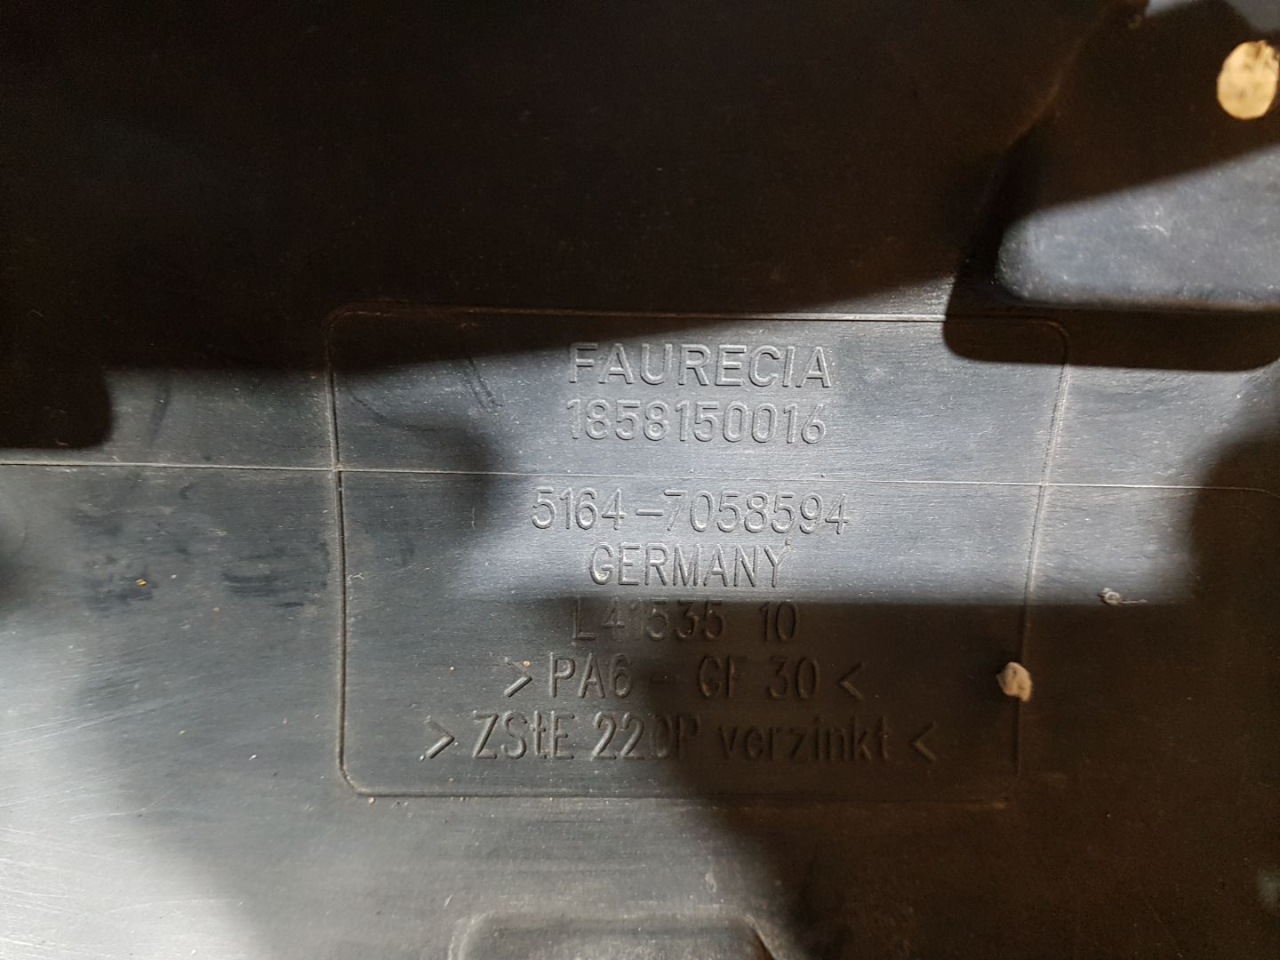 FAURECIA
1858150016
5164-7058594
GERMANY
L41535 10
>PA6 - GF 30<
>ZStE 220P verzinkt<